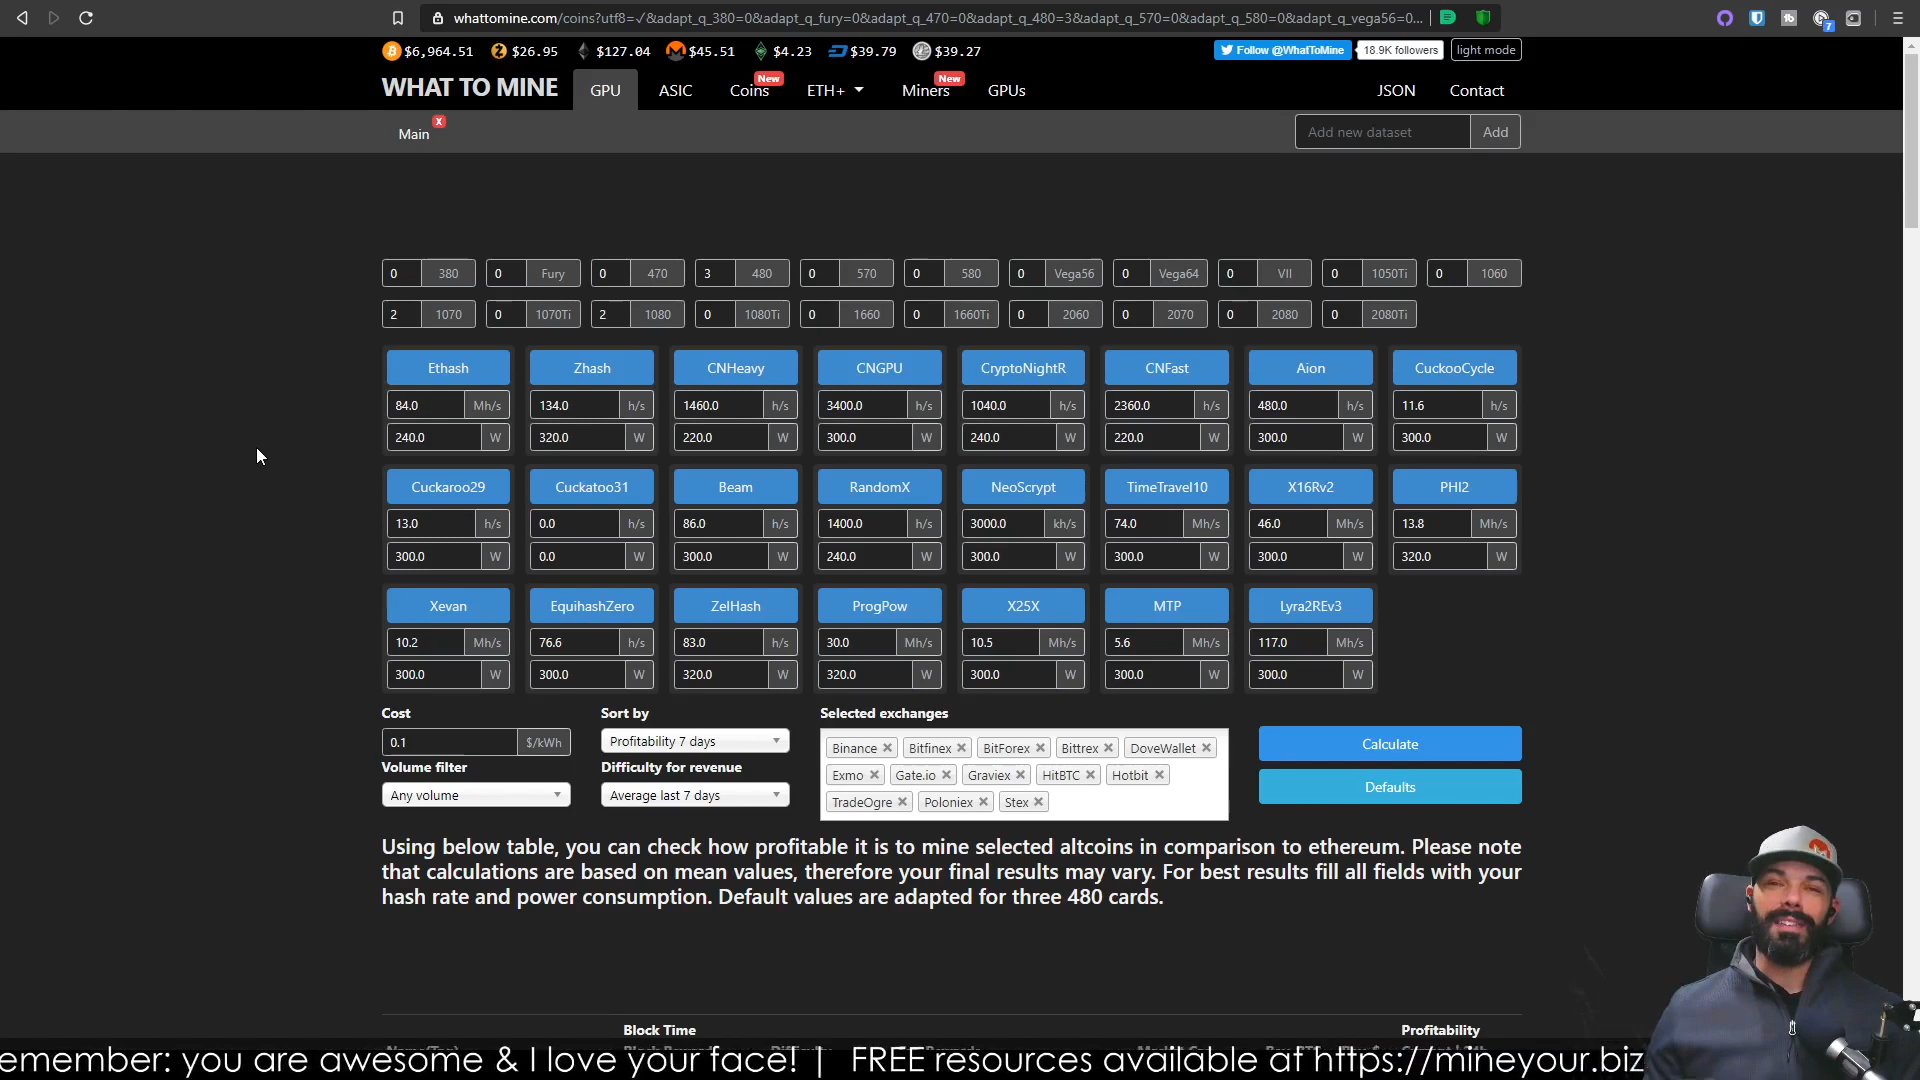 whattomine.com/coins?utf8=✓&adapt_q_380=0&adapt_q_fury=0&adapt_q_470=0&adapt_q_480=3&adapt_q_570=0&adapt_q_580=0&adapt_q_vega56=0...
7
$6,964.51 $26.95 $127.04 $45.51 $4.23 $39.79 $39.27
Follow @WhatToMine 18.9K followers light mode
WHAT TO MINE GPU ASIC Coins New ETH+ Miners New GPUs JSON Contact
Main x Add new dataset Add
0 380 0 Fury 0 470 3 480 0 570 0 580 0 Vega56 0 Vega64 0 VII 0 1050Ti 0 1060
2 1070 0 1070Ti 2 1080 0 1080Ti 0 1660 0 1660Ti 0 2060 0 2070 0 2080 0 2080Ti
Ethash Zhash CNHeavy CNGPU CryptoNightR CNFast Aion CuckooCycle
84.0 Mh/s 134.0 h/s 1460.0 h/s 3400.0 h/s 1040.0 h/s 2360.0 h/s 480.0 h/s 11.6 h/s
240.0 W 320.0 W 220.0 W 300.0 W 240.0 W 220.0 W 300.0 W 300.0 W
Cuckaroo29 Cuckatoo31 Beam RandomX NeoScrypt TimeTravel10 X16Rv2 PHI2
13.0 h/s 0.0 h/s 86.0 h/s 1400.0 h/s 3000.0 kh/s 74.0 Mh/s 46.0 Mh/s 13.8 Mh/s
300.0 W 0.0 W 300.0 W 240.0 W 300.0 W 300.0 W 300.0 W 320.0 W
Xevan EquihashZero ZelHash ProgPow X25X MTP Lyra2REv3
10.2 Mh/s 76.6 h/s 83.0 h/s 30.0 Mh/s 10.5 Mh/s 5.6 Mh/s 117.0 Mh/s
300.0 W 300.0 W 320.0 W 320.0 W 300.0 W 300.0 W 300.0 W
Cost Sort by Selected exchanges
0.1 $/kWh Profitability 7 days Binance Bitfinex BitForex Bittrex DoveWallet Calculate
Volume filter Difficulty for revenue Exmo Gate.io Graviex HitBTC Hotbit
Any volume Average last 7 days TradeOgre Poloniex Stex Defaults
Using below table, you can check how profitable it is to mine selected altcoins in comparison to ethereum. Please note
that calculations are based on mean values, therefore your final results may vary. For best results fill all fields with your
hash rate and power consumption. Default values are adapted for three 480 cards.
Block Time Profitability
emember: you are awesome & I love your face! | FREE resources available at https://mineyour.biz